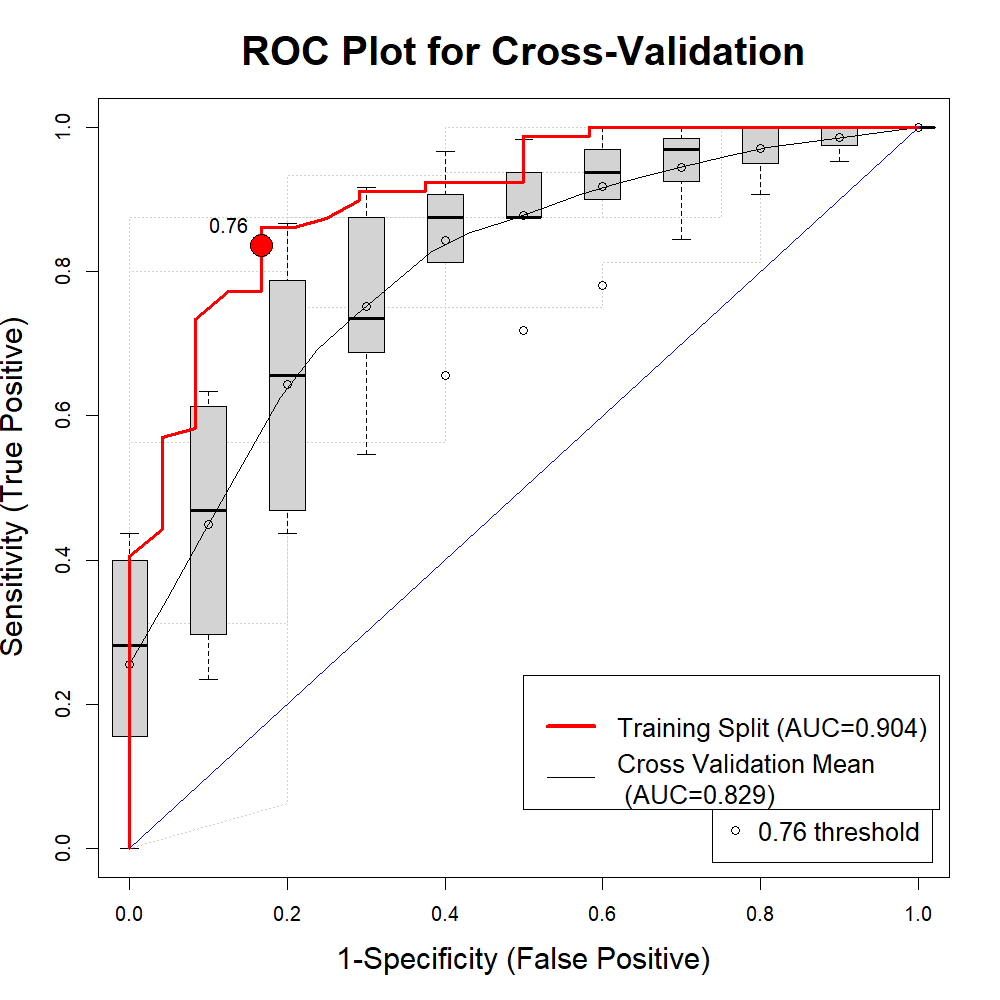 ROC Plot for Cross-Validation
Sensitivity (True Positive)
1.0
0.8
0.6
0.4
0.2
0.0
0.76
Training Split (AUC=0.904)
Cross Validation Mean
(AUC=0.829)
0.76 threshold
0.0 0.2 0.4 0.6 0.8 1.0
1-Specificity (False Positive)